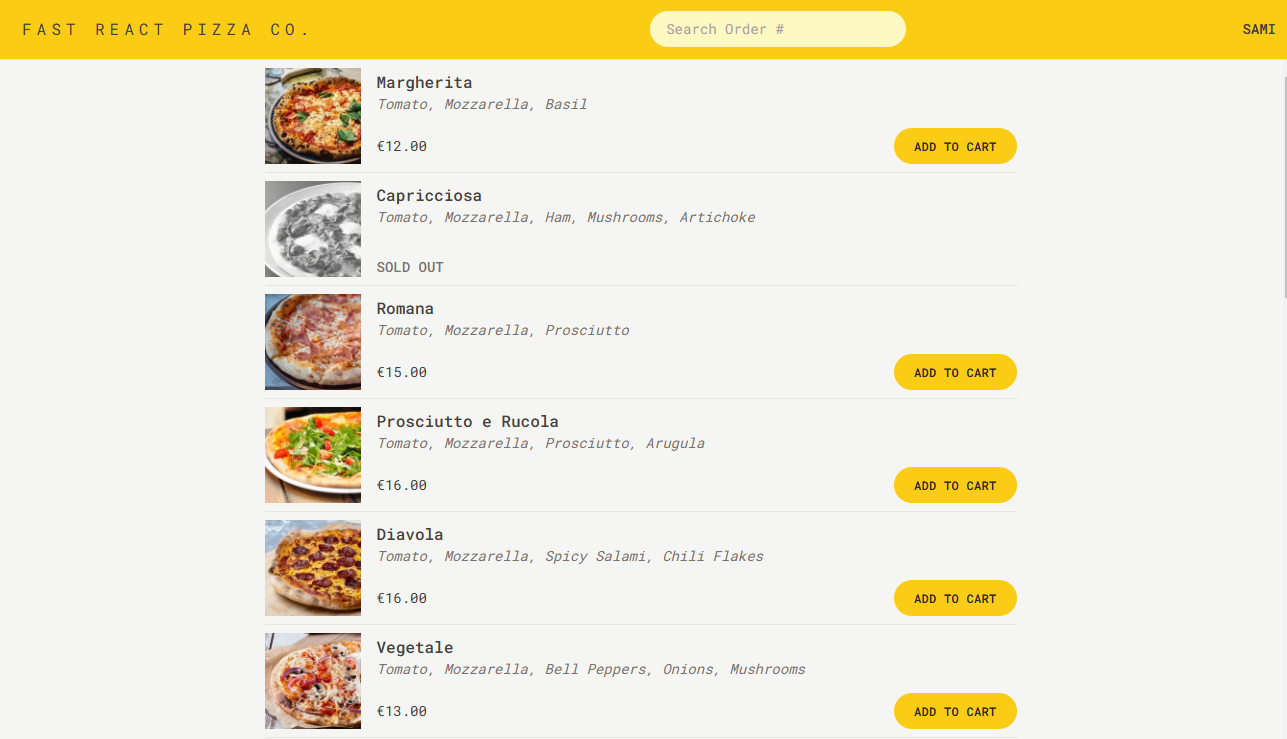 FAST REACT PIZZA CO.
Search Order #
SAMI
Margherita
Tomato, Mozzarella, Basil
€12.00
ADD TO CART
Capricciosa
Tomato, Mozzarella, Ham, Mushrooms, Artichoke
SOLD OUT
Romana
Tomato, Mozzarella, Prosciutto
€15.00
ADD TO CART
Prosciutto e Rucola
Tomato, Mozzarella, Prosciutto, Arugula
€16.00
ADD TO CART
Diavola
Tomato, Mozzarella, Spicy Salami, Chili Flakes
€16.00
ADD TO CART
Vegetale
Tomato, Mozzarella, Bell Peppers, Onions, Mushrooms
€13.00
ADD TO CART